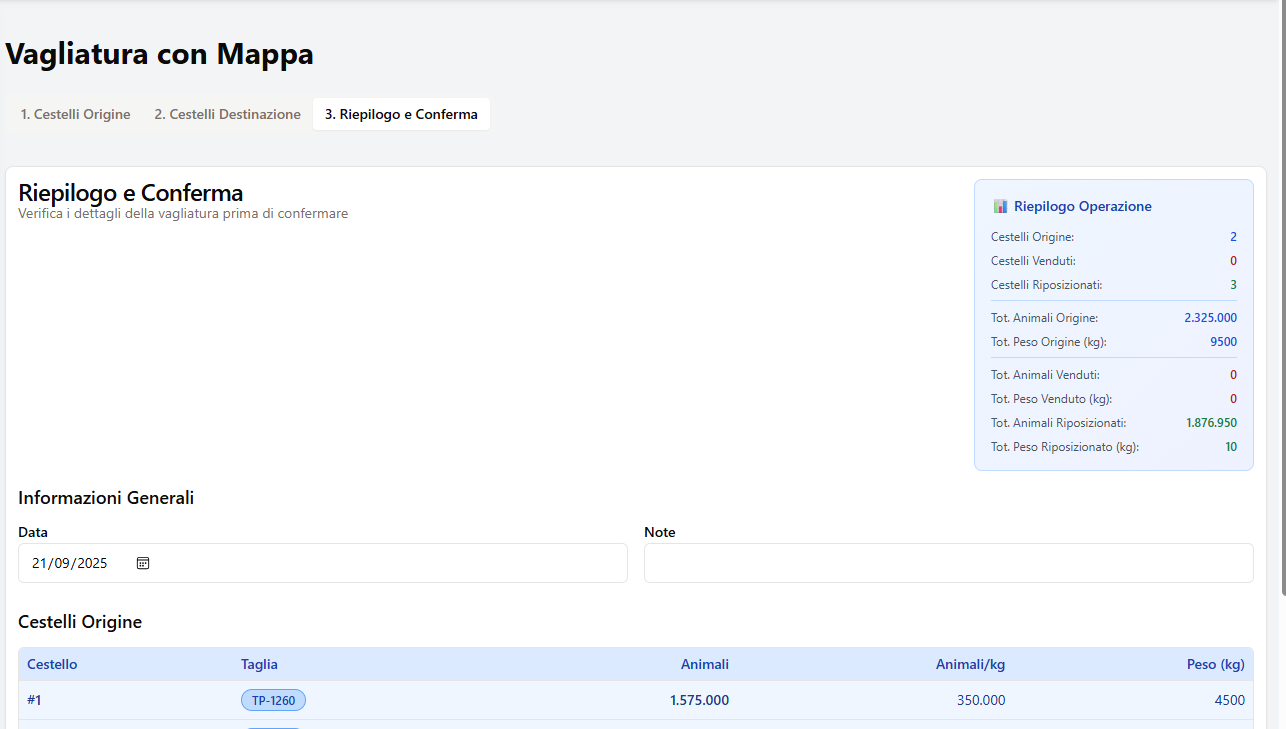 Vagliatura con Mappa
1. Cestelli Origine 2. Cestelli Destinazione 3. Riepilogo e Conferma
Riepilogo e Conferma
Verifica i dettagli della vagliatura prima di confermare
Riepilogo Operazione
Cestelli Origine: 2
Cestelli Venduti: 0
Cestelli Riposizionati: 3
Tot. Animali Origine: 2.325.000
Tot. Peso Origine (kg): 9500
Tot. Animali Venduti: 0
Tot. Peso Venduto (kg): 0
Tot. Animali Riposizionati: 1.876.950
Tot. Peso Riposizionato (kg): 10
Informazioni Generali
Data Note
21/09/2025
Cestelli Origine
Cestello Taglia Animali Animali/kg Peso (kg)
#1 TP-1260 1.575.000 350.000 4500